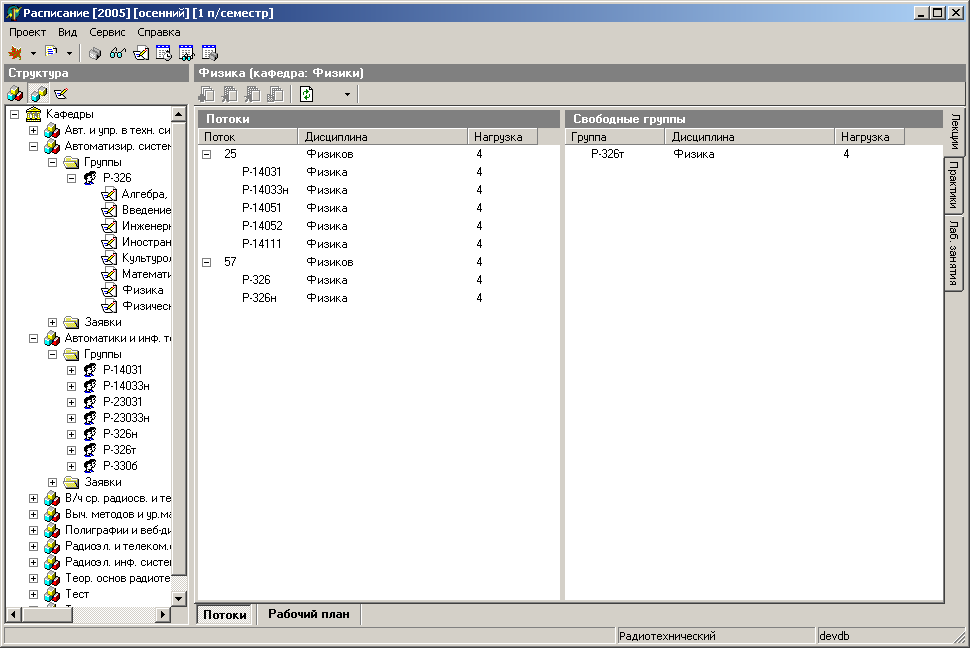 Расписание [2005] [осенний] [1 п/семестр]
Проект Вид Сервис Справка
Структура
Физика (кафедра: Физики)
Кафедры
Авт. и упр. в техн. си
Автоматизир. систем
Группы
Р-326
Алгебра,
Введение
Инженерн
Иностран
Культурол
Математи
Физика
Физическ
Заявки
Автоматики и инф. т
Группы
Р-14031
Р-14033н
Р-23031
Р-23033н
Р-326н
Р-326т
Р-330б
Заявки
В/ч ср. радиосв. и те
Выч. методов и ур.ма
Полиграфии и веб-ди
Радиоэл. и телеком.с
Радиоэл. инф. систем
Теор. основ радиоте
Тест
Потоки
Поток Дисциплина Нагрузка
25 Физиков 4
Р-14031 Физика 4
Р-14033н Физика 4
Р-14051 Физика 4
Р-14052 Физика 4
Р-14111 Физика 4
57 Физиков 4
Р-326 Физика 4
Р-326н Физика 4
Свободные группы
Группа Дисциплина Нагрузка
Р-326т Физика 4
Лекции
Практики
Лаб. занятия
Потоки Рабочий план
Радиотехнический devdb